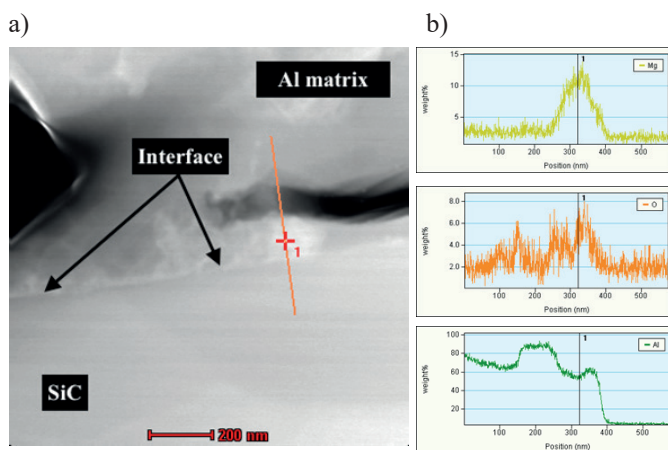 a)
b)
Al matrix
Interface
1
SiC
200 nm
1
Mg
15
10
5
weight%
100 200 300 400 500
Position (nm)
1
O
8.0
6.0
4.0
2.0
weight%
100 200 300 400 500
Position (nm)
1
Al
100
80
60
40
20
weight%
100 200 300 400 500
Position (nm)